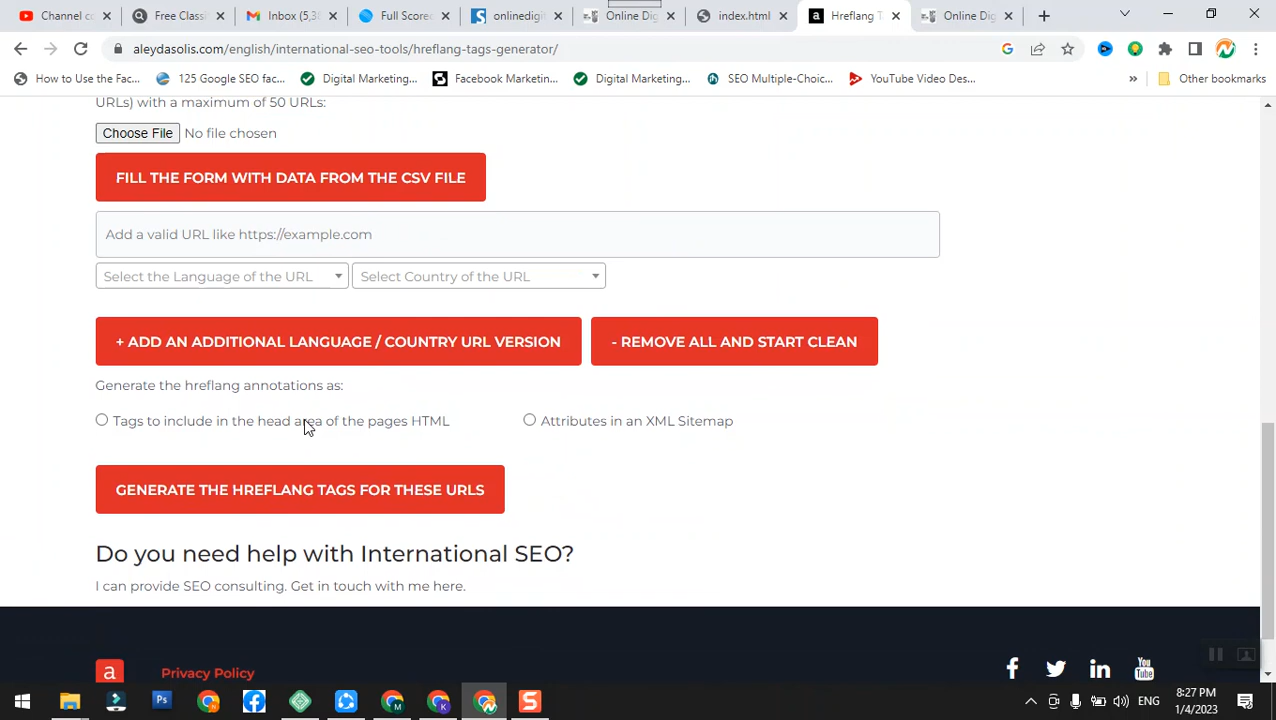 Channel co
Free Classi
Inbox (5,3
Full Score
onlinedig
Online Dig
index.html
Hreflang T
Online Dig
aleydasolis.com/english/international-seo-tools/hreflang-tags-generator/
How to Use the Fac...
125 Google SEO fac...
Digital Marketing...
Facebook Marketin...
Digital Marketing...
SEO Multiple-Choic...
YouTube Video Des...
»
Other bookmarks
URLs) with a maximum of 50 URLs:
Choose File No file chosen
FILL THE FORM WITH DATA FROM THE CSV FILE
Add a valid URL like https://example.com
Select the Language of the URL
Select Country of the URL
+ ADD AN ADDITIONAL LANGUAGE / COUNTRY URL VERSION
- REMOVE ALL AND START CLEAN
Generate the hreflang annotations as:
Tags to include in the head area of the pages HTML
Attributes in an XML Sitemap
GENERATE THE HREFLANG TAGS FOR THESE URLS
Do you need help with International SEO?
I can provide SEO consulting. Get in touch with me here.
a
Privacy Policy
You
Tube
Ps
M
K
S
ENG
8:27 PM
1/4/2023